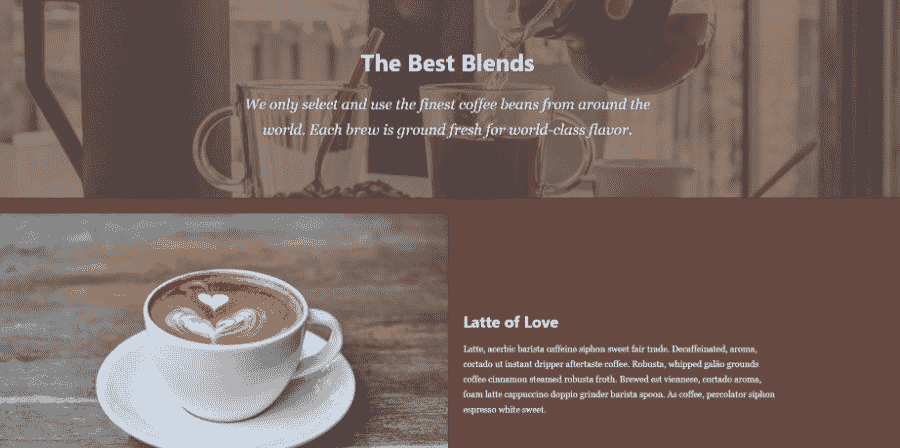 The Best Blends
We only select and use the finest coffee beans from around the
world. Each brew is ground fresh for world-class flavor.
Latte of Love
Latte, acerbic barista caffeine siphon sweet fair trade. Decaffeinated, aroma,
cortado ut instant dripper aftertaste coffee. Robusta, whipped galão grounds
coffee cinnamon steamed robusta froth. Brewed est viennese, cortado aroma,
foam latte cappuccino doppio grinder barista spoon. As coffee, percolator siphon
espresso white sweet.